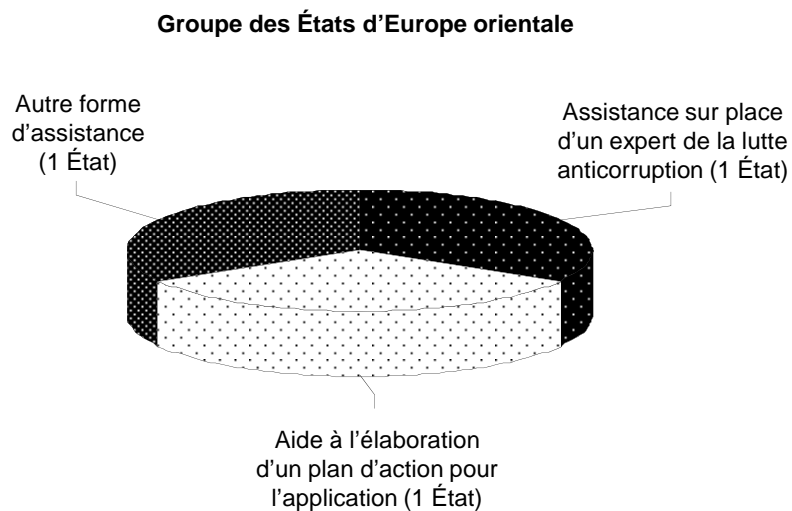 Groupe des États d’Europe orientale
Autre forme
d’assistance
(1 État)
Assistance sur place
d’un expert de la lutte
anticorruption (1 État)
Aide à l’élaboration
d’un plan d’action pour
l’application (1 État)